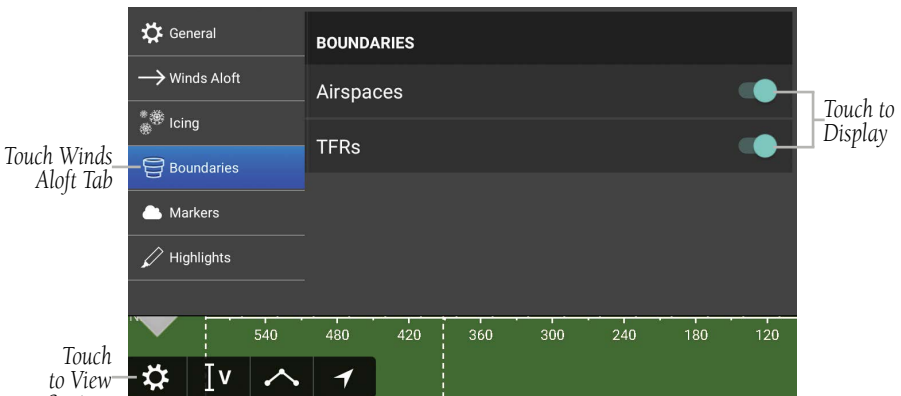 General
BOUNDARIES
Winds Aloft
Airspaces
Icing
Touch to
Display
TFRs
Touch Winds
Aloft Tab
Boundaries
Markers
Highlights
540 480 420 360 300 240 180 120
Touch
to View
V